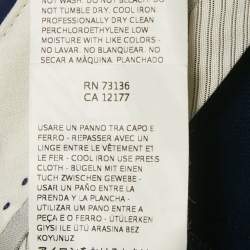 NOT WASH. DO NOT BLEACH. DO
NOT TUMBLE DRY. COOL IRON
PROFESSIONALLY DRY CLEAN
PERCHLOROETHYLENE LOW
MOISTURE WITH LIKE COLORS -
NO LAVAR. NO BLANQUEAR. NO
SECAR A MÁQUINA. PLANCHADO
RN 73136
CA 12177
USARE UN PANNO TRA CAPO E
FERRO - REPASSER AVEC UN
LINGE ENTRE LE VÊTEMENT ET
LE FER - COOL IRON USE PRESS
CLOTH - BÜGELN MIT EINEM
TUCH ZWISCHEN GEWEBE -
USAR UN PAÑO ENTRE LA
PRENDA Y LA PLANCHA -
UTILIZAR UM PANO ENTRE A
PEÇA E O FERRO - ÜTÜLERKEN
GIYSI ILE ÜTÜ ARASINA BEZ
KOYUNUZ